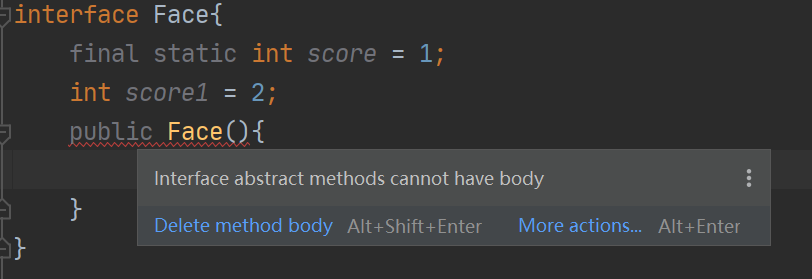 interface Face{
final static int score = 1;
int score1 = 2;
public Face(){
Interface abstract methods cannot have body
Delete method body Alt+Shift+Enter More actions... Alt+Enter
}
}